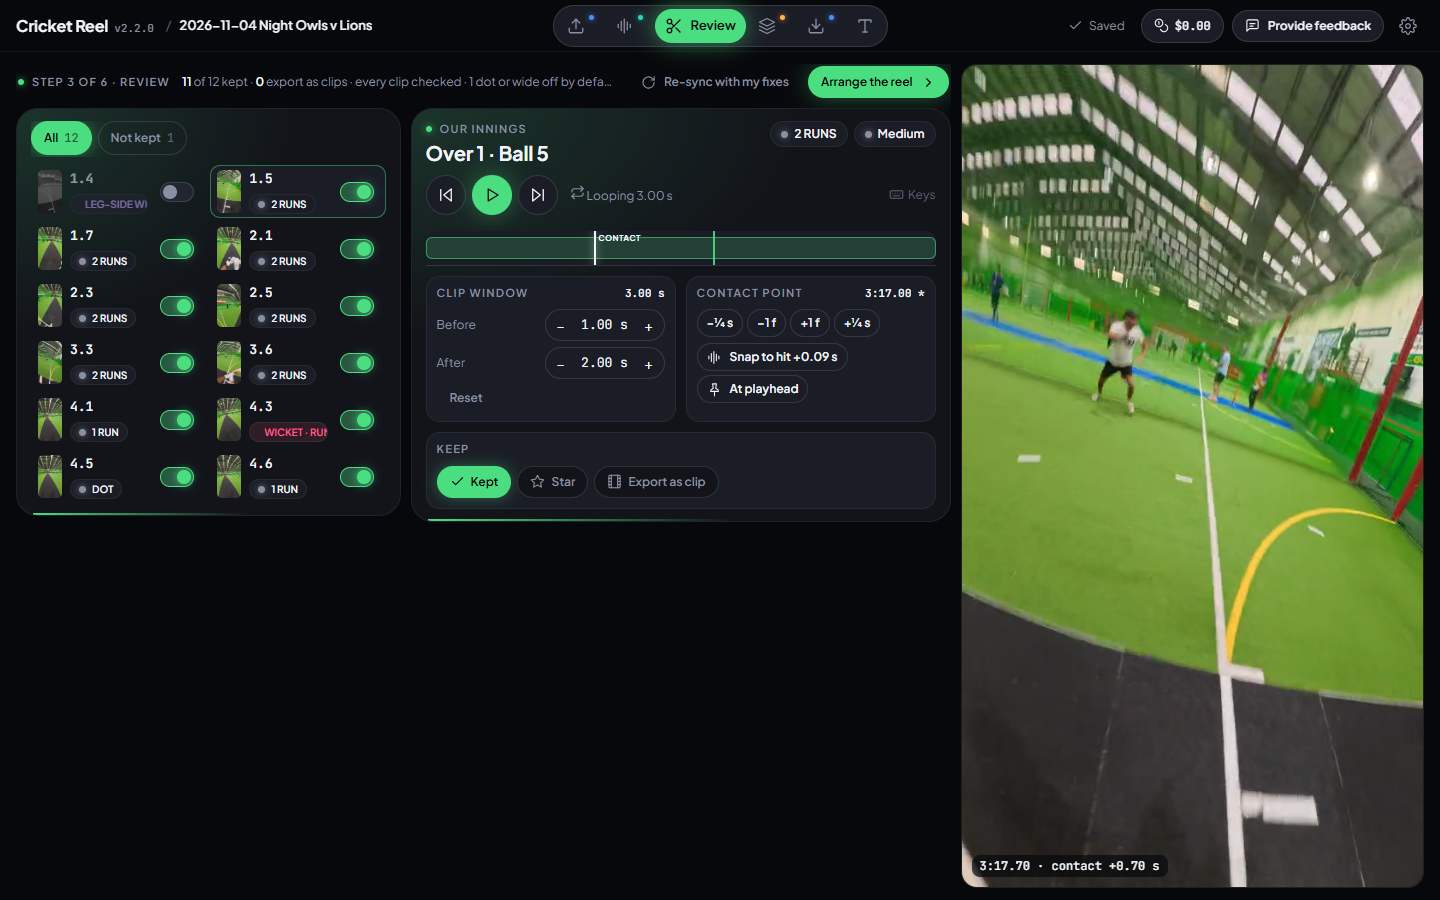 Cricket Reel v2.2.0 / 2026-11-04 Night Owls v Lions
Review
Saved
$0.00
Provide feedback
STEP 3 OF 6 · REVIEW 11 of 12 kept · 0 export as clips · every clip checked · 1 dot or wide off by defa...
Re-sync with my fixes
Arrange the reel
All 12
Not kept 1
1.4
LEG-SIDE WI
1.5
2 RUNS
1.7
2 RUNS
2.1
2 RUNS
2.3
2 RUNS
2.5
2 RUNS
3.3
2 RUNS
3.6
2 RUNS
4.1
1 RUN
4.3
WICKET · RUN
4.5
DOT
4.6
1 RUN
OUR INNINGS
Over 1 · Ball 5
2 RUNS
Medium
Looping 3.00 s
Keys
CONTACT
CLIP WINDOW 3.00 s
Before − 1.00 s +
After − 2.00 s +
Reset
CONTACT POINT 3:17.00 *
−¼ s −1 f +1 f +¼ s
Snap to hit +0.09 s
At playhead
KEEP
Kept
Star
Export as clip
3:17.70 · contact +0.70 s